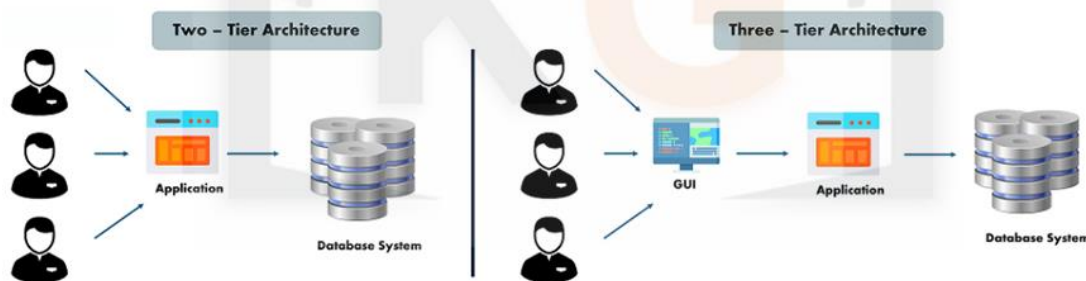 Two – Tier Architecture
Application
Database System
Three – Tier Architecture
GUI
Application
Database System